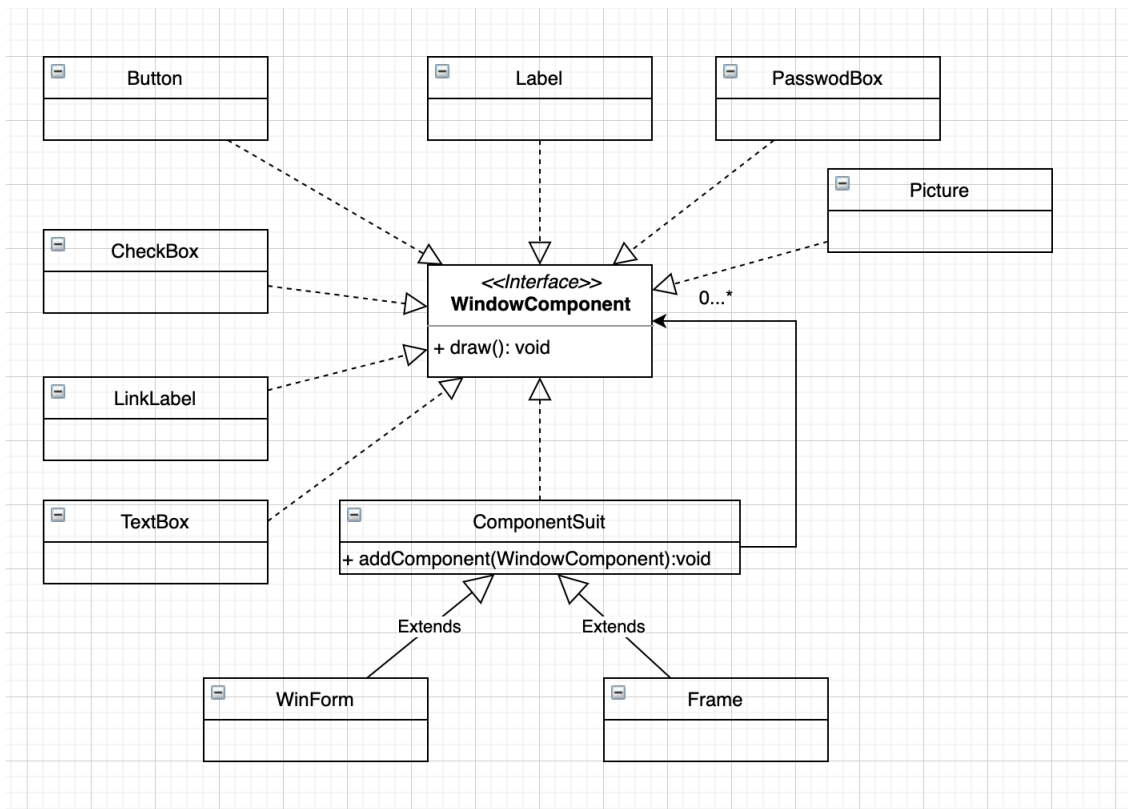 Button
Label
PasswodBox
Picture
CheckBox
<<Interface>>
WindowComponent
0...*
+ draw(): void
LinkLabel
TextBox
ComponentSuit
+ addComponent(WindowComponent):void
Extends
Extends
WinForm
Frame